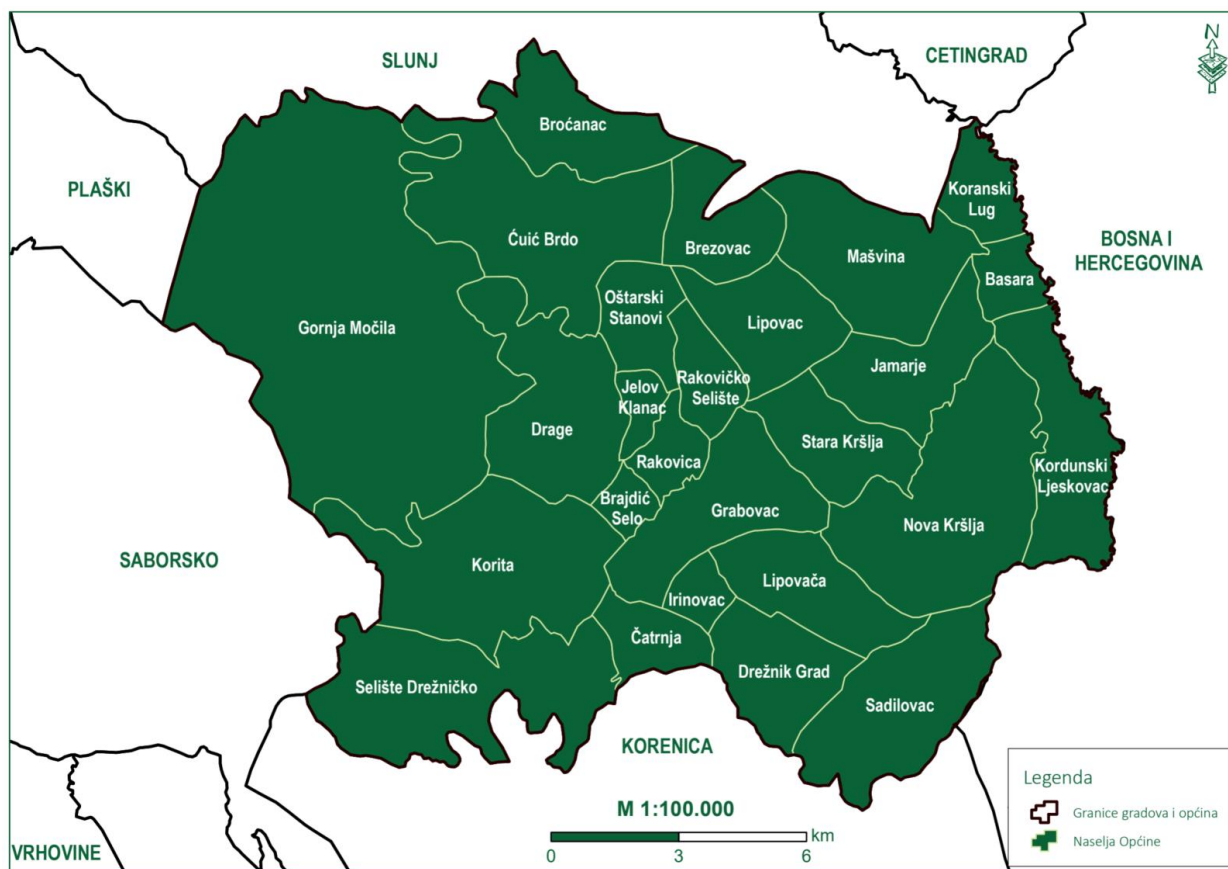 SLUNJ
CETINGRAD
N
Broćanac
PLAŠKI
Koranski
Lug
Ćuić Brdo
Brezovac
Mašvina
BOSNA I
HERCEGOVINA
Basara
Oštarski
Stanovi
Gornja Močila
Lipovac
Jamarje
Rakovičko
Selište
Jelov
Klanac
Drage
Stara Kršlja
Rakovica
Kordunski
Ljeskovac
Brajdić
Selo
Grabovac
Nova Kršlja
SABORSKO
Korita
Lipovača
Irinovac
Čatrnja
Drežnik Grad
Selište Drežničko
Sadilovac
KORENICA
Legenda
Granice gradova i općina
Naselja Općine
M 1:100.000
km
0 3 6
VRHOVINE